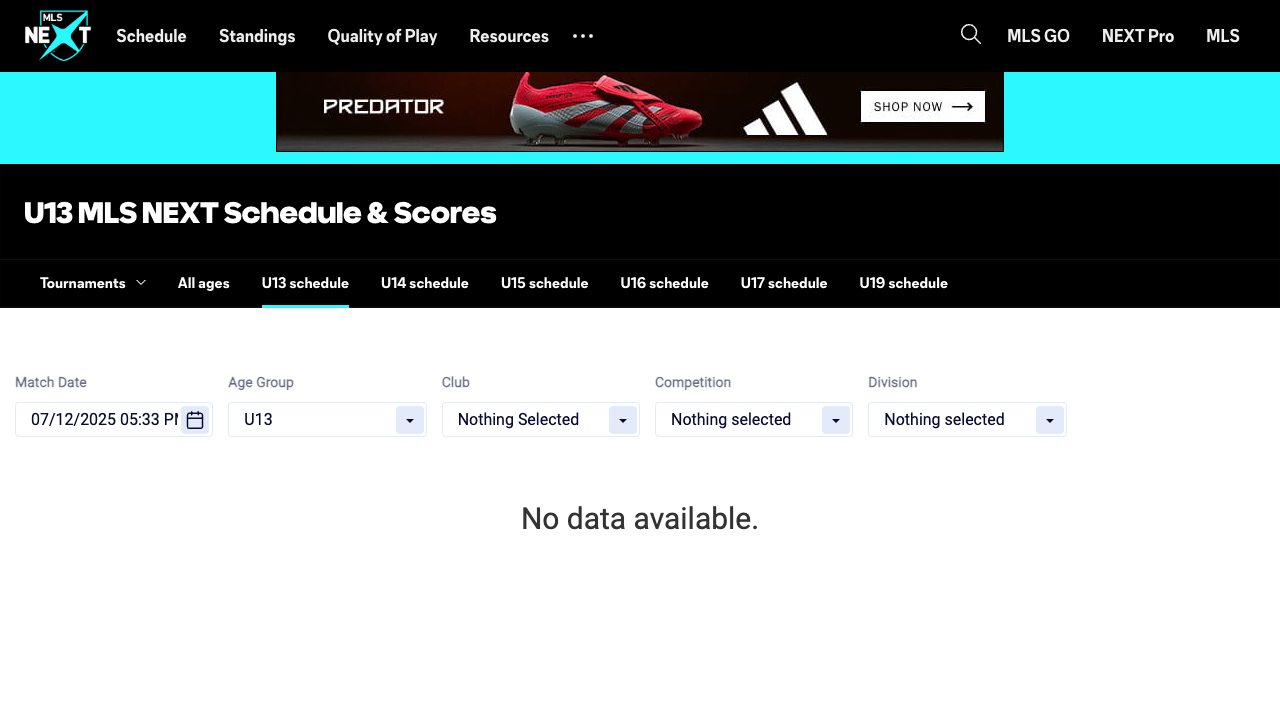 MLS
NEXT
Schedule
Standings
Quality of Play
Resources
MLS GO
NEXT Pro
MLS
PREDATOR
SHOP NOW
U13 MLS NEXT Schedule & Scores
Tournaments
All ages
U13 schedule
U14 schedule
U15 schedule
U16 schedule
U17 schedule
U19 schedule
Match Date
Age Group
Club
Competition
Division
07/12/2025 05:33 PM
U13
Nothing Selected
Nothing selected
Nothing selected
No data available.